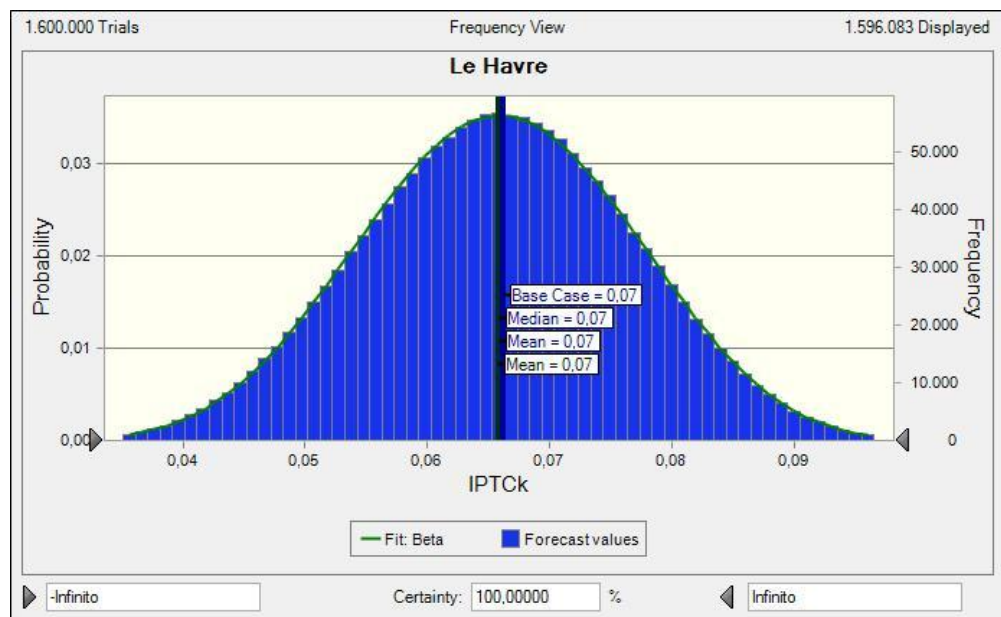 1.600.000 Trials Frequency View 1.596.083 Displayed
Le Havre
Probability
0,03
0,02
0,01
0,00
50.000
40.000
30.000
20.000
10.000
0
Frequency
Base Case = 0,07
Median = 0,07
Mean = 0,07
Mean = 0,07
0,04 0,05 0,06 0,07 0,08 0,09
IPTCk
Fit: Beta Forecast values
-Infinito Certainty: 100,00000 % Infinito